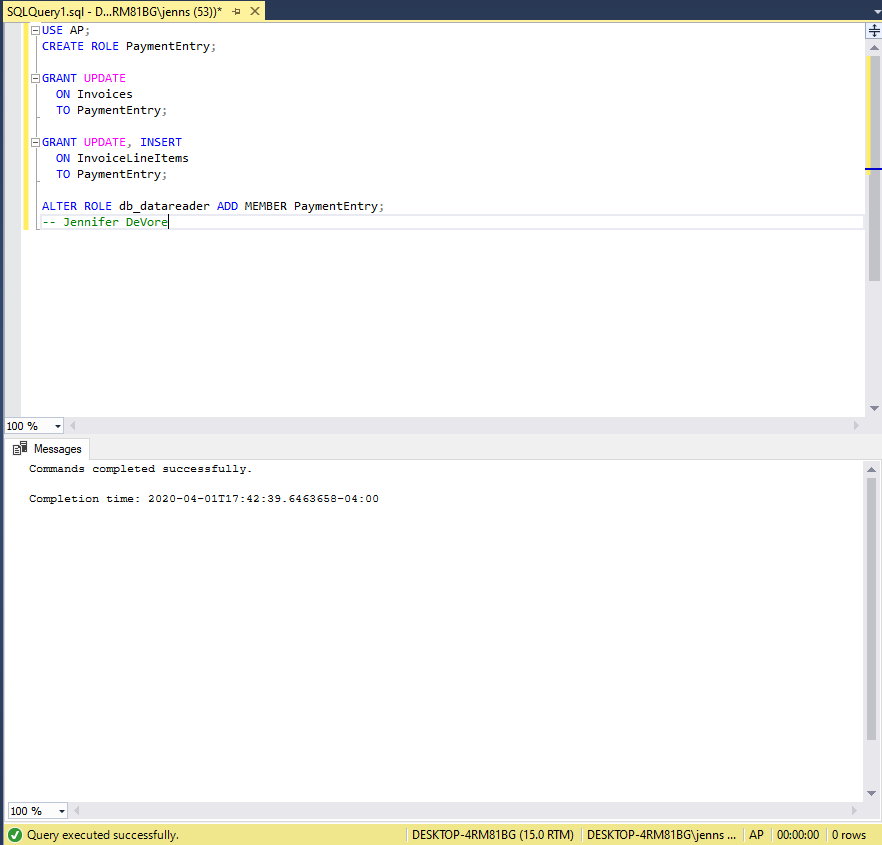 SQLQuery1.sql - D...RM81BG\jenns (53))*
USE AP;
CREATE ROLE PaymentEntry;
GRANT UPDATE
ON Invoices
TO PaymentEntry;
GRANT UPDATE, INSERT
ON InvoiceLineItems
TO PaymentEntry;
ALTER ROLE db_datareader ADD MEMBER PaymentEntry;
-- Jennifer DeVore
100 %
Messages
Commands completed successfully.
Completion time: 2020-04-01T17:42:39.6463658-04:00
100 %
Query executed successfully. DESKTOP-4RM81BG (15.0 RTM) DESKTOP-4RM81BG\jenns ... AP 00:00:00 0 rows